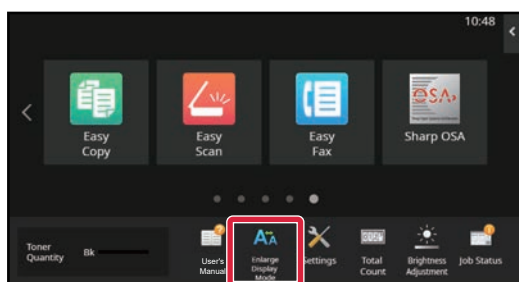 10:48
Easy
Copy
Easy
Scan
Easy
Fax
OSA
Sharp OSA
Toner
Quantity
Bk
User's
Manual
Enlarge
Display
Mode
Settings
Total
Count
Brightness
Adjustment
Job Status